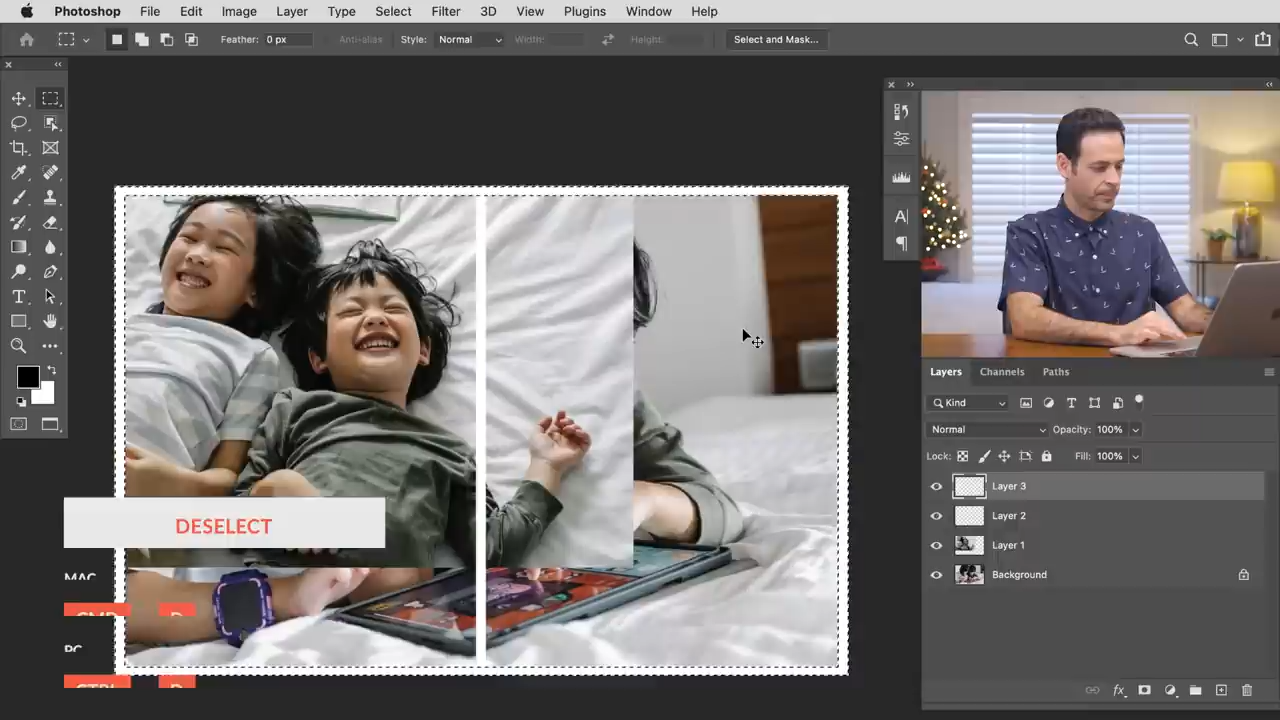 Photoshop File Edit Image Layer Type Select Filter 3D View Plugins Window Help
Feather: 0 px Anti-alias Style: Normal Width: Height: Select and Mask...
Layers Channels Paths
Kind
Normal Opacity: 100%
Lock: Fill: 100%
Layer 3
Layer 2
Layer 1
Background
DESELECT
MAC
CMD D
PC
CTRL D